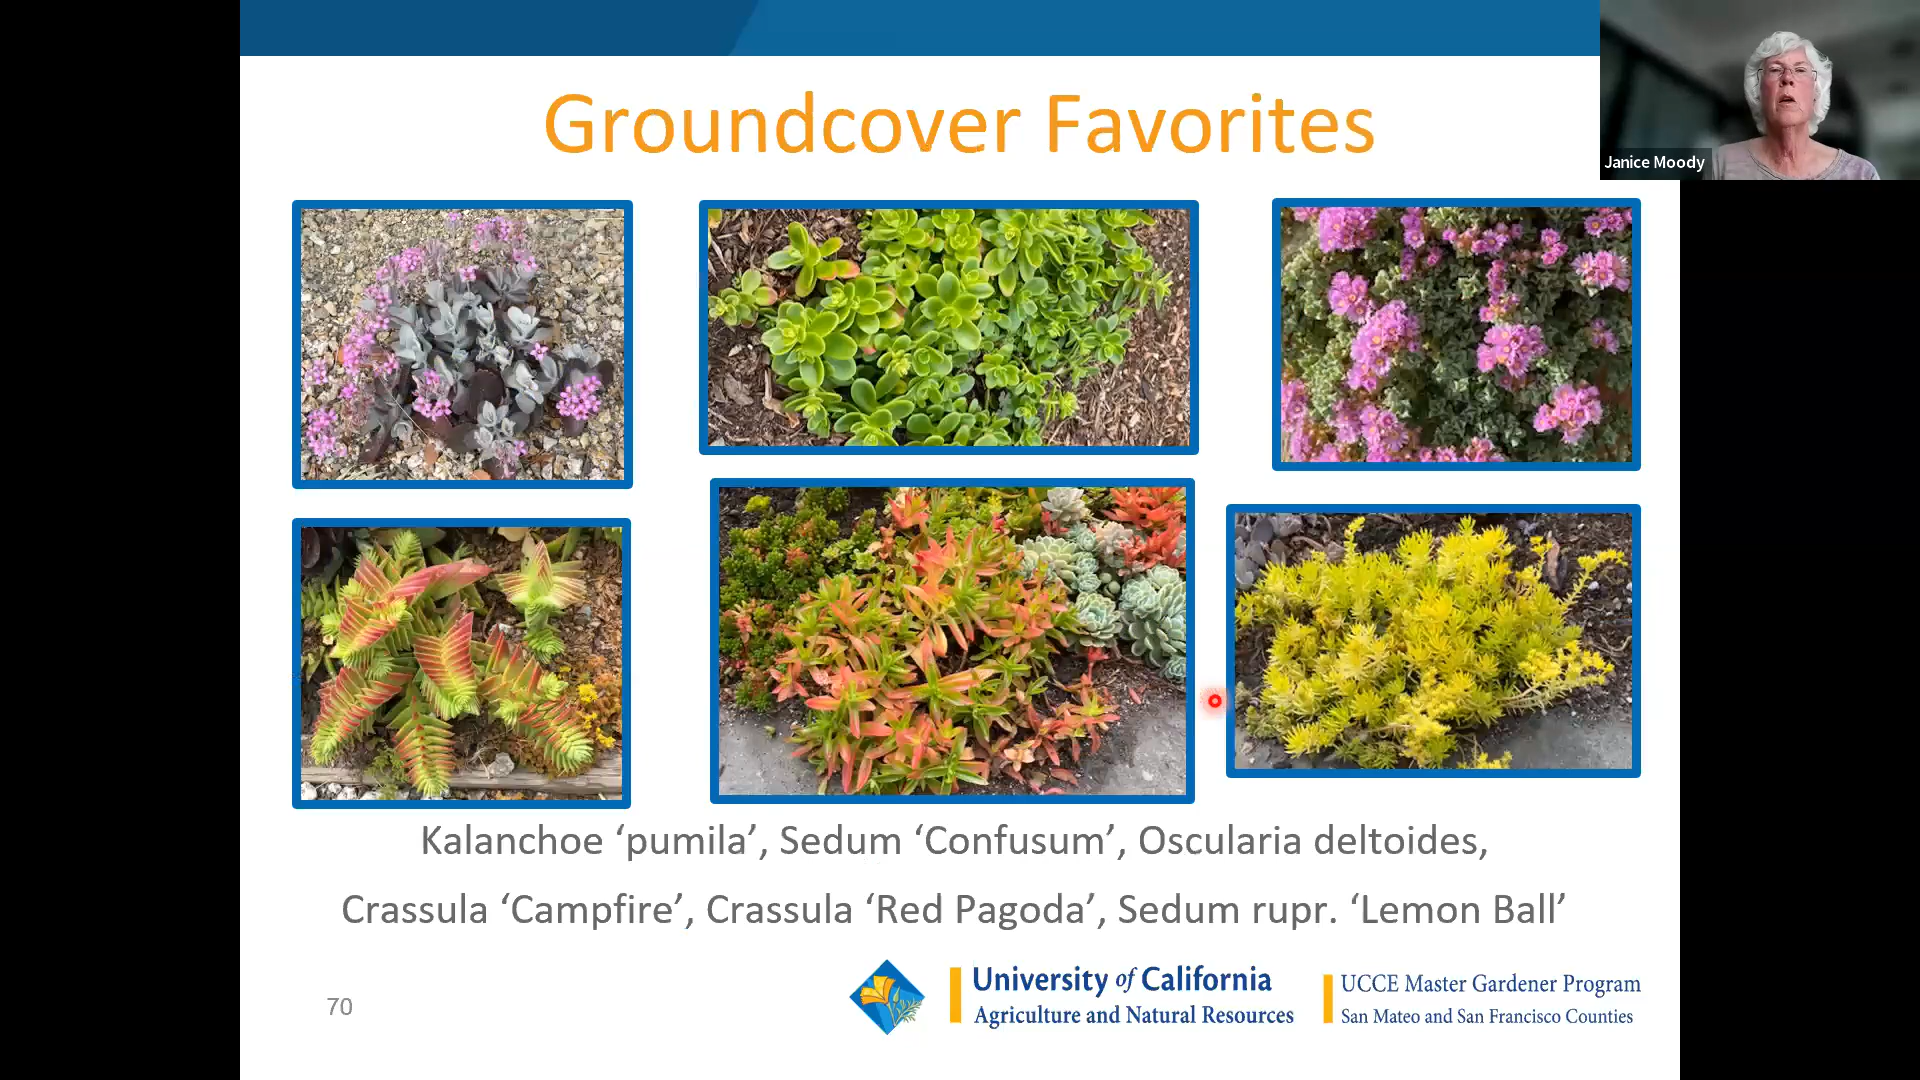 Groundcover Favorites
Janice Moody
Kalanchoe ‘pumila’, Sedum ‘Confusum’, Oscularia deltoides,
Crassula ‘Campfire’, Crassula ‘Red Pagoda’, Sedum rupr. ‘Lemon Ball’
70
University of California
Agriculture and Natural Resources
UCCE Master Gardener Program
San Mateo and San Francisco Counties